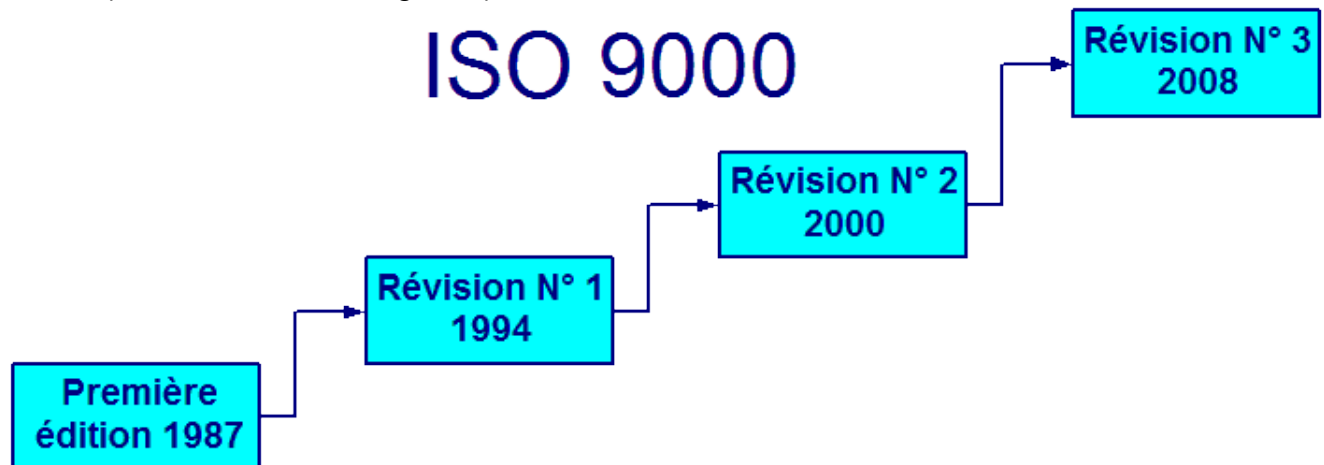 ISO 9000
Révision N° 3
2008
Révision N° 2
2000
Révision N° 1
1994
Première
édition 1987